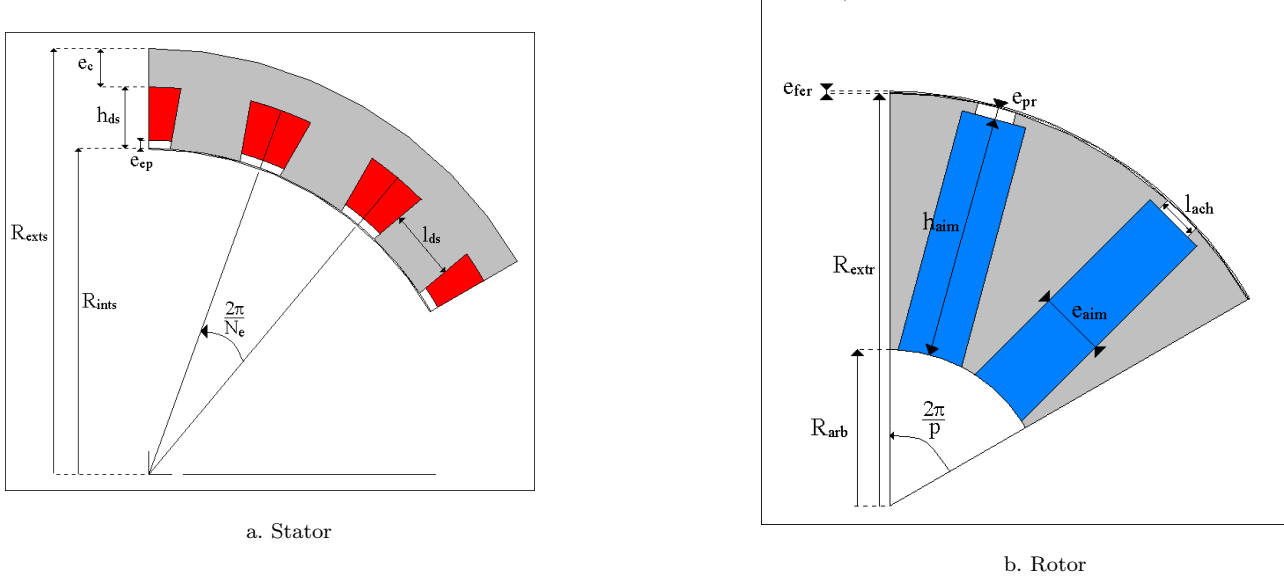 e_c
h_ds
e_ep
R_exts
R_ints
l_ds
2π
N_e
a. Stator
e_fer
e_pr
h_aim
l_ach
R_extr
e_aim
R_arb
2π
p
b. Rotor